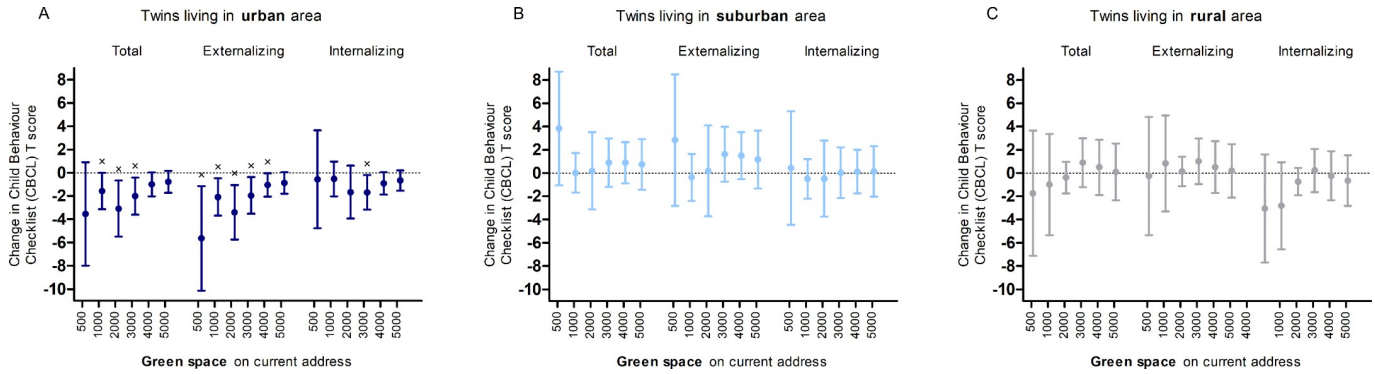 A
Twins living in urban area
Total
Externalizing
Internalizing
Change in Child Behaviour
Checklist (CBCL) T score
8
6
4
2
0
-2
-4
-6
-8
-10
500 1000 2000 3000 4000 5000 500 1000 2000 3000 4000 5000 500 1000 2000 3000 4000 5000
Green space on current address
B
Twins living in suburban area
Total
Externalizing
Internalizing
Change in Child Behaviour
Checklist (CBCL) T score
8
6
4
2
0
-2
-4
-6
-8
-10
500 1000 2000 3000 4000 5000 500 1000 2000 3000 4000 5000 500 1000 2000 3000 4000 5000
Green space on current address
C
Twins living in rural area
Total
Externalizing
Internalizing
Change in Child Behaviour
Checklist (CBCL) T score
8
6
4
2
0
-2
-4
-6
-8
-10
500 1000 2000 3000 4000 5000 500 1000 2000 3000 4000 5000 4000 500 1000 2000 3000 5000
Green space on current address